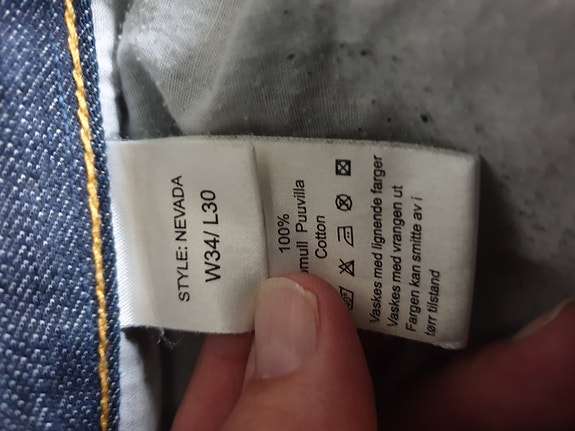 STYLE: NEVADA
W34/ L30
100%
Puuvilla
Cotton
Vaskes med lignende farger
Vaskes med vrangen ut
Fargen kan smitte av i
tørr tilstand